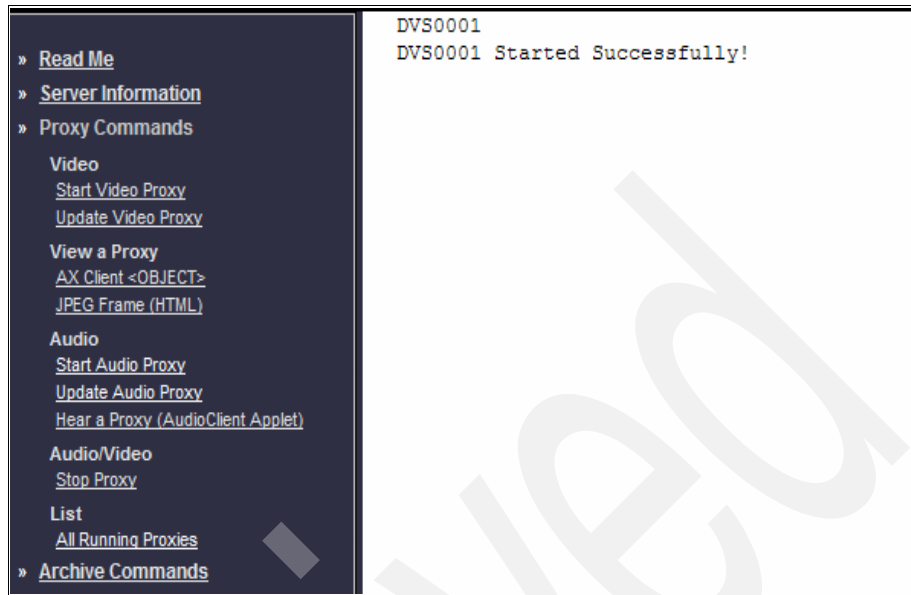 » Read Me
» Server Information
» Proxy Commands
Video
Start Video Proxy
Update Video Proxy
View a Proxy
AX Client <OBJECT>
JPEG Frame (HTML)
Audio
Start Audio Proxy
Update Audio Proxy
Hear a Proxy (AudioClient Applet)
Audio/Video
Stop Proxy
List
All Running Proxies
» Archive Commands
DVS0001
DVS0001 Started Successfully!